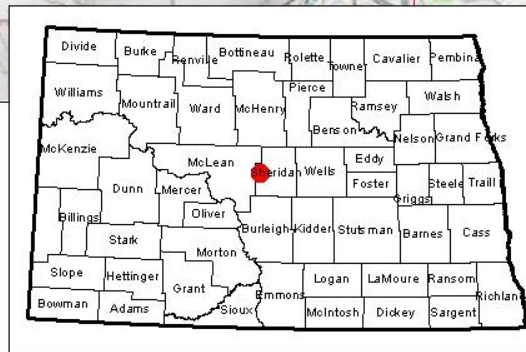 Divide Burke Renville Bottineau Rolette Towner Cavalier Pembina
Williams Mountrail Ward McHenry Pierce Ramsey Walsh
Benson Nelson Grand Forks
McKenzie McLean Sheridan Wells Eddy
Dunn Mercer Foster Griggs Steele Traill
Billings Oliver Burleigh Kidder Stutsman Barnes Cass
Stark Morton
Slope Hettinger Grant Emmons Logan LaMoure Ransom Richland
Bowman Adams Sioux McIntosh Dickey Sargent